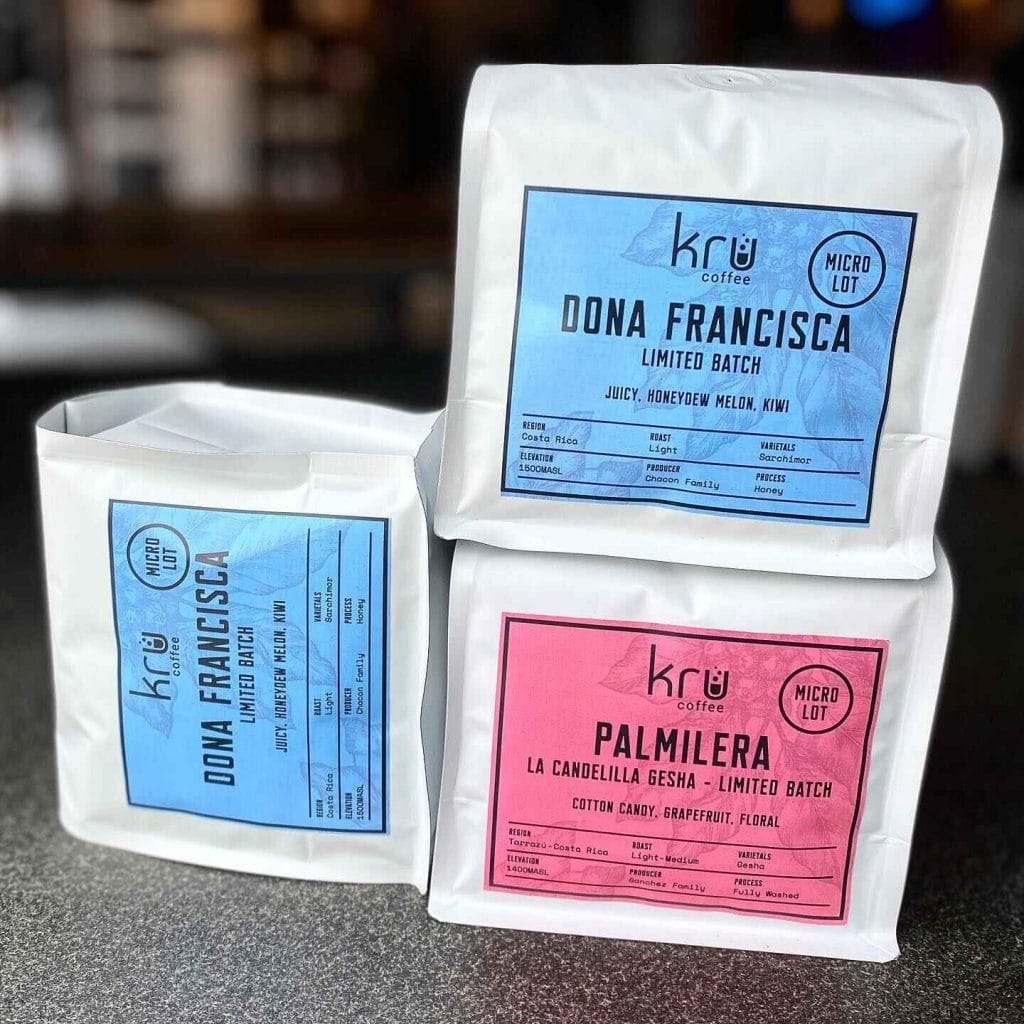 kru
coffee
MICRO
LOT
DONA FRANCISCA
LIMITED BATCH
JUICY, HONEYDEW MELON, KIWI
REGION
Costa Rica
ROAST
Light
VARIETALS
Sarchimor
ELEVATION
1500MASL
PRODUCER
Chacon Family
PROCESS
Honey
MICRO
LOT
kru
coffee
DONA FRANCISCA
LIMITED BATCH
JUICY, HONEYDEW MELON, KIWI
REGION
Costa Rica
ROAST
Light
VARIETALS
Sarchimor
ELEVATION
1500MASL
PRODUCER
Chacon Family
PROCESS
Honey
kru
coffee
MICRO
LOT
PALMILERA
LA CANDELILLA GESHA - LIMITED BATCH
COTTON CANDY, GRAPEFRUIT, FLORAL
REGION
Tarrazú-Costa Rica
ROAST
Light-Medium
VARIETALS
Gesha
ELEVATION
1400MASL
PRODUCER
Sanchez Family
PROCESS
Fully Washed